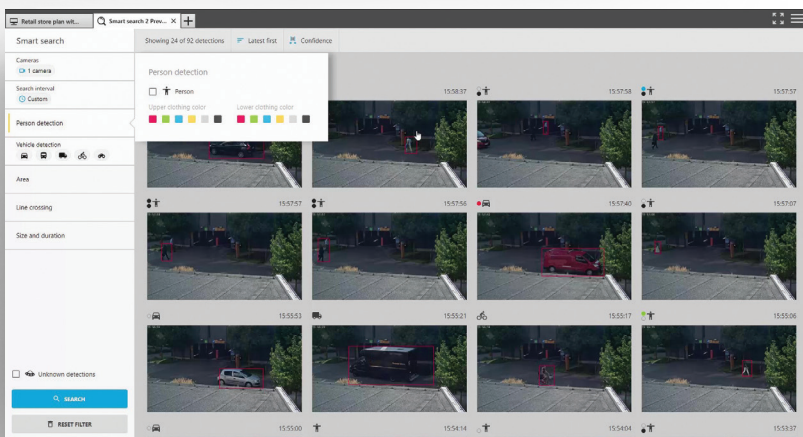 Retail store plan wit...
Smart search 2 Prev...
Smart search
Showing 24 of 92 detections
Latest first
Confidence
Cameras
1 camera
Search interval
Custom
Person detection
Vehicle detection
Area
Line crossing
Size and duration
Unknown detections
SEARCH
RESET FILTER
Person detection
Person
Upper clothing color
Lower clothing color
15:58:37
15:57:58
15:57:57
15:57:57
15:57:56
15:57:40
15:57:07
15:55:53
15:55:21
15:55:17
15:55:06
15:55:00
15:54:14
15:54:04
15:53:37